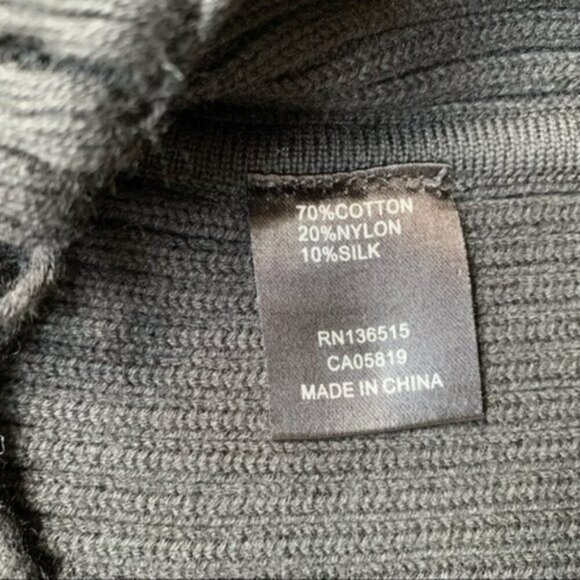 70%COTTON
20%NYLON
10%SILK
RN136515
CA05819
MADE IN CHINA